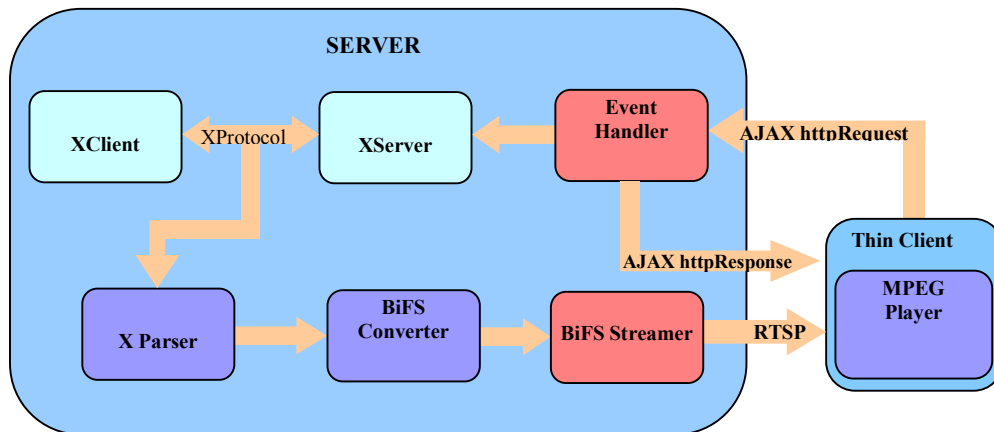 SERVER
XClient
XProtocol
XServer
Event
Handler
AJAX httpRequest
AJAX httpResponse
Thin Client
MPEG
Player
X Parser
BiFS
Converter
BiFS Streamer
RTSP